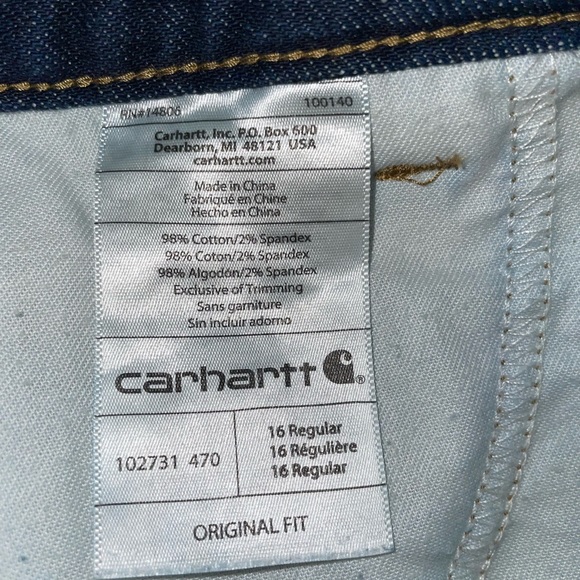 RN#14806 100140
Carhartt, Inc. P.O. Box 600
Dearborn, MI 48121 USA
carhartt.com
Made in China
Fabriqué en Chine
Hecho en China
98% Cotton/2% Spandex
98% Coton/2% Spandex
98% Algodón/2% Spandex
Exclusive of Trimming
Sans garniture
Sin incluir adorno
carhartt®
102731 470
16 Regular
16 Régulière
16 Regular
ORIGINAL FIT